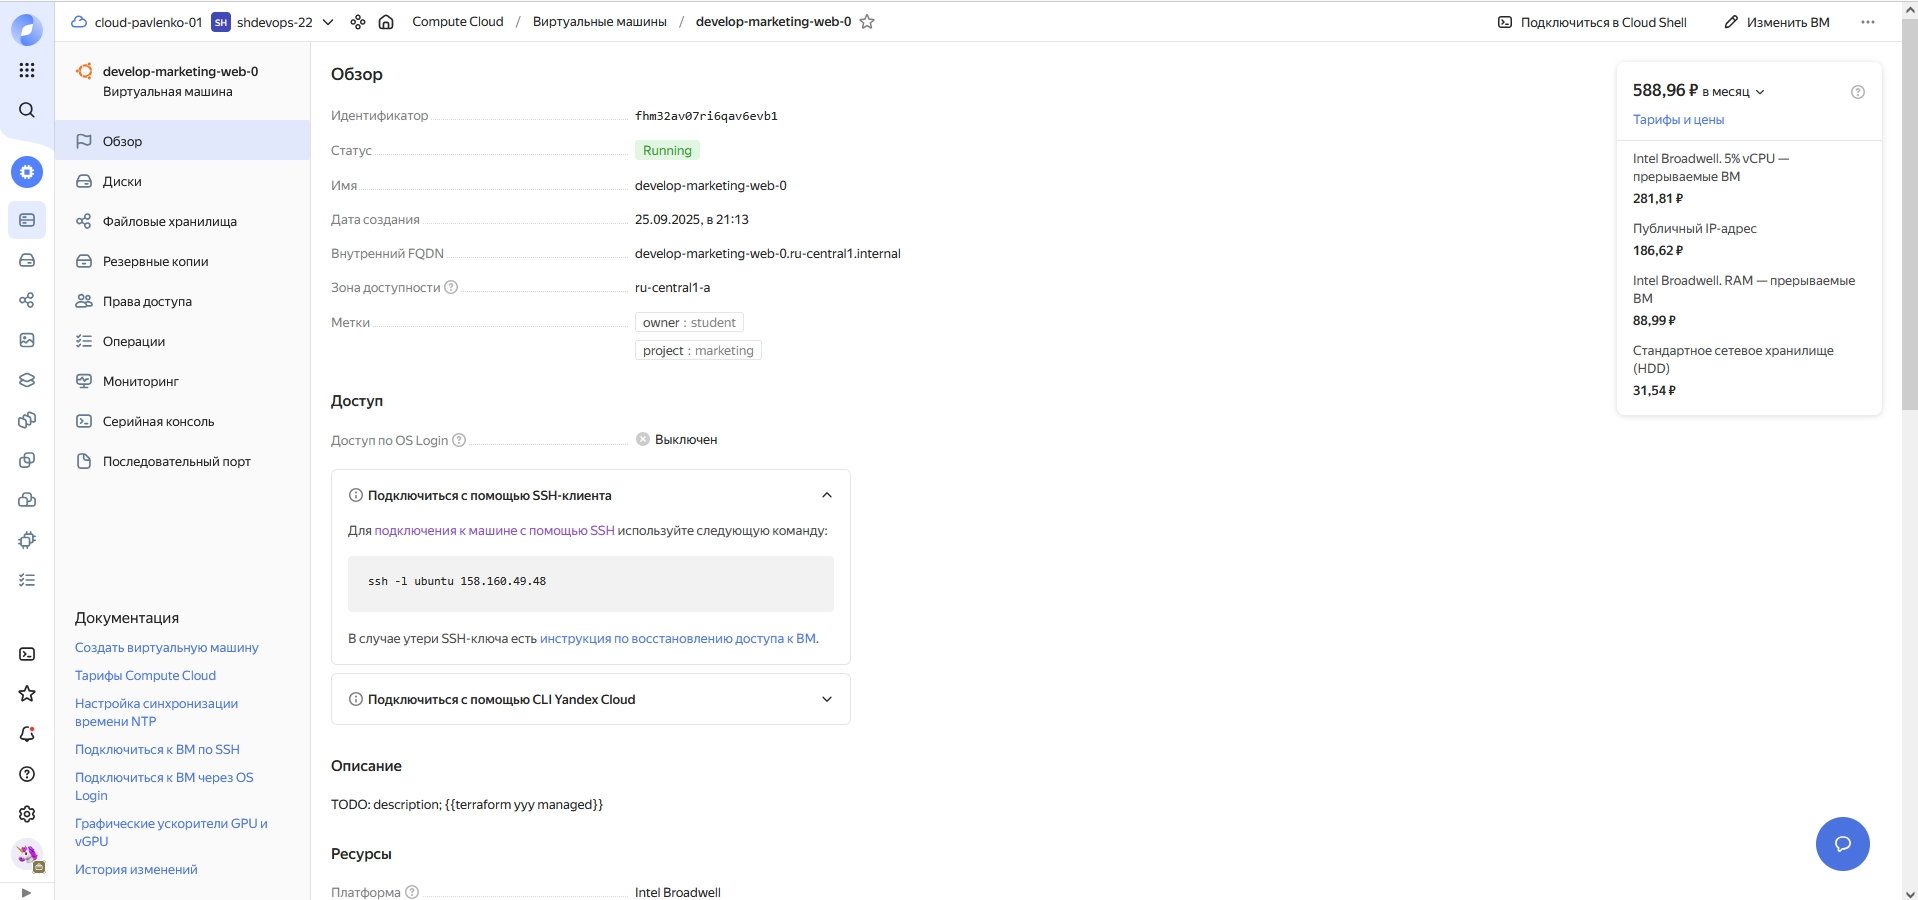 cloud-pavlenko-01 SH shdevops-22 Compute Cloud / Виртуальные машины / develop-marketing-web-0
Подключиться в Cloud Shell Изменить ВМ
develop-marketing-web-0
Виртуальная машина
Обзор
Диски
Файловые хранилища
Резервные копии
Права доступа
Операции
Мониторинг
Серийная консоль
Последовательный порт
Документация
Создать виртуальную машину
Тарифы Compute Cloud
Настройка синхронизации
времени NTP
Подключиться к ВМ по SSH
Подключиться к ВМ через OS
Login
Графические ускорители GPU и
vGPU
История изменений
Обзор
Идентификатор fhm32av07ri6qav6evb1
Статус Running
Имя develop-marketing-web-0
Дата создания 25.09.2025, в 21:13
Внутренний FQDN develop-marketing-web-0.ru-central1.internal
Зона доступности ru-central1-a
Метки owner : student
project : marketing
Доступ
Доступ по OS Login Выключен
Подключиться с помощью SSH-клиента
Для подключения к машине с помощью SSH используйте следующую команду:
ssh -l ubuntu 158.160.49.48
В случае утери SSH-ключа есть инструкция по восстановлению доступа к ВМ.
Подключиться с помощью CLI Yandex Cloud
Описание
TODO: description; {{terraform yyy managed}}
Ресурсы
Платформа Intel Broadwell
588,96 ₽ в месяц
Тарифы и цены
Intel Broadwell. 5% vCPU —
прерываемые ВМ
281,81 ₽
Публичный IP-адрес
186,62 ₽
Intel Broadwell. RAM — прерываемые
ВМ
88,99 ₽
Стандартное сетевое хранилище
(HDD)
31,54 ₽